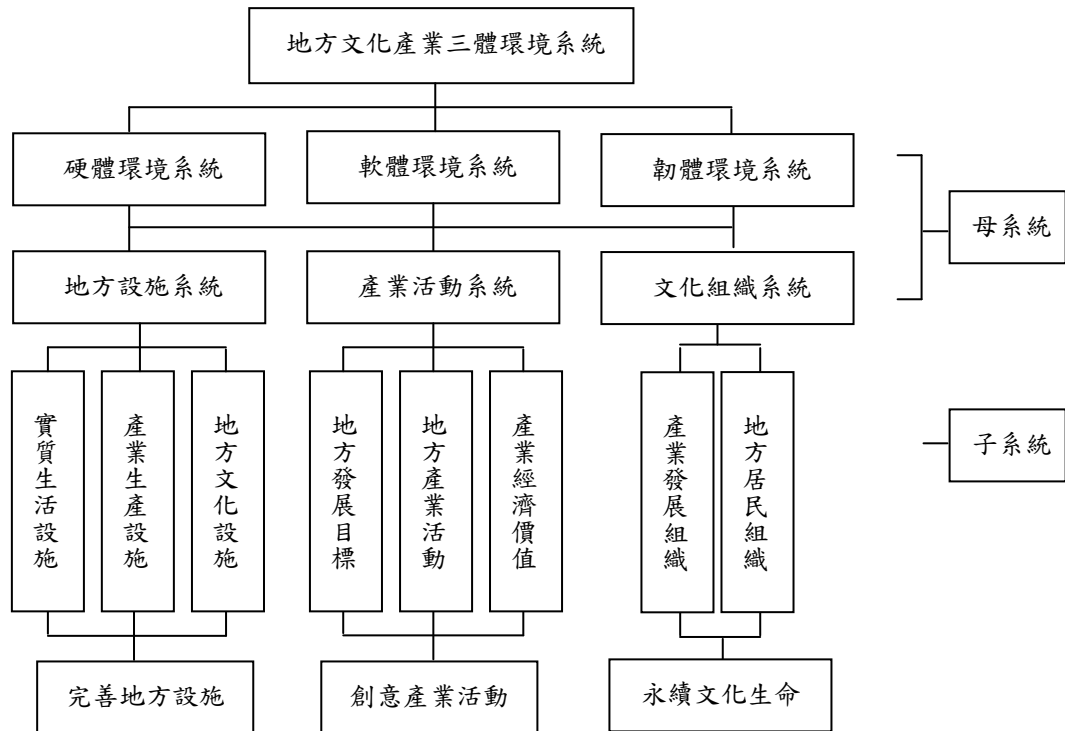 地方文化產業三體環境系統
硬體環境系統
軟體環境系統
韌體環境系統
母系統
地方設施系統
產業活動系統
文化組織系統
實質生活設施
產業生產設施
地方文化設施
地方發展目標
地方產業活動
產業經濟價值
產業發展組織
地方居民組織
子系統
完善地方設施
創意產業活動
永續文化生命